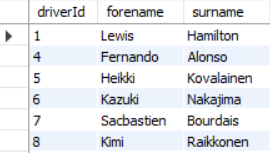 driverId forename surname
1 Lewis Hamilton
4 Fernando Alonso
5 Heikki Kovalainen
6 Kazuki Nakajima
7 Sacbastien Bourdais
8 Kimi Raikkonen